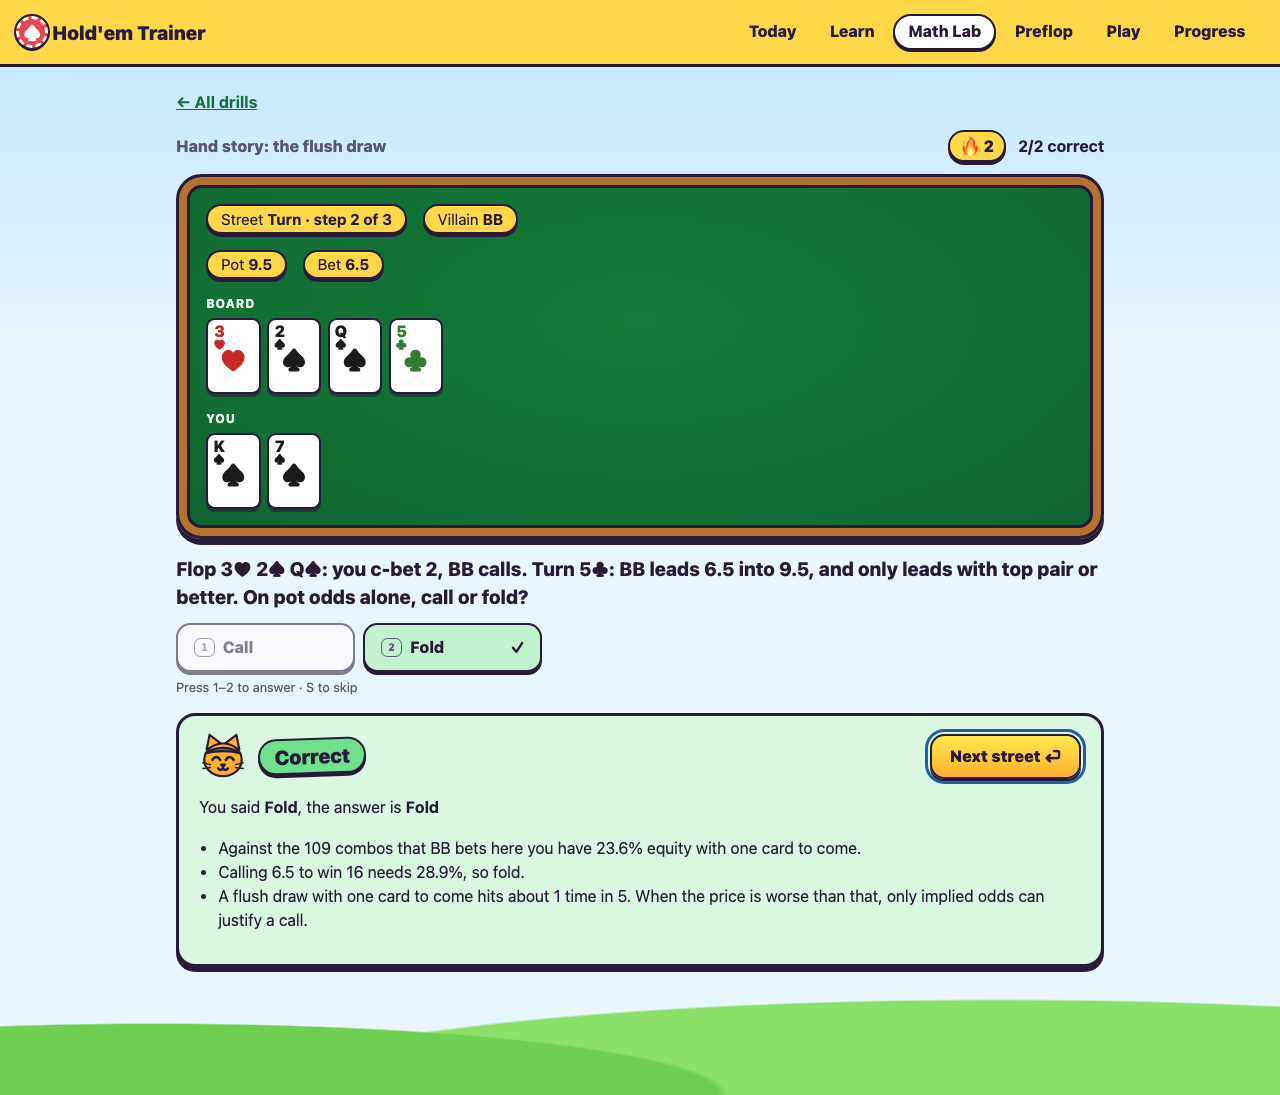 Hold'em Trainer
Today Learn Math Lab Preflop Play Progress
← All drills
Hand story: the flush draw
🔥 2 2/2 correct
Street Turn · step 2 of 3 Villain BB
Pot 9.5 Bet 6.5
BOARD
3♥ 2♠ Q♠ 5♣
YOU
K♠ 7♠
Flop 3♥ 2♠ Q♠: you c-bet 2, BB calls. Turn 5♣: BB leads 6.5 into 9.5, and only leads with top pair or
better. On pot odds alone, call or fold?
1 Call 2 Fold ✓
Press 1–2 to answer · S to skip
Correct Next street ↵
You said Fold, the answer is Fold
• Against the 109 combos that BB bets here you have 23.6% equity with one card to come.
• Calling 6.5 to win 16 needs 28.9%, so fold.
• A flush draw with one card to come hits about 1 time in 5. When the price is worse than that, only implied odds can
justify a call.